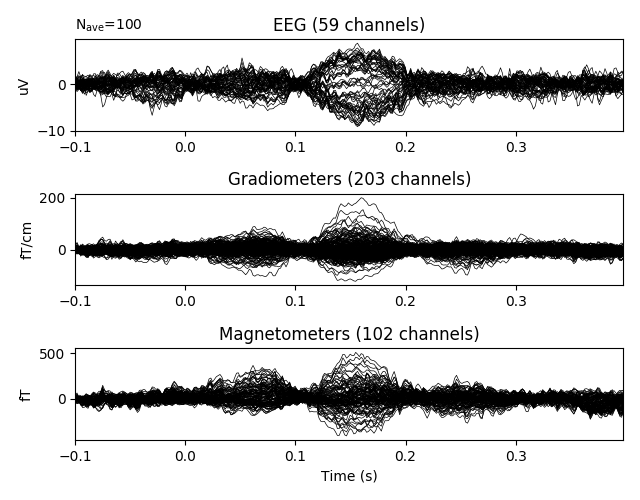 N_ave=100
EEG (59 channels)
uV
0
−10
−0.1 0.0 0.1 0.2 0.3
Gradiometers (203 channels)
fT/cm
200
0
−0.1 0.0 0.1 0.2 0.3
Magnetometers (102 channels)
fT
500
0
−0.1 0.0 0.1 0.2 0.3
Time (s)